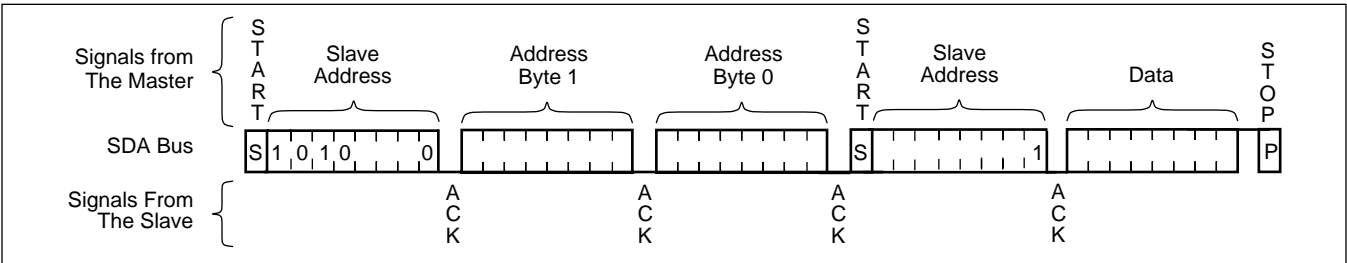 Signals from
The Master
START
Slave
Address
Address
Byte 1
Address
Byte 0
START
Slave
Address
Data
STOP
SDA Bus
S 1 0 1 0 0 S 1 P
Signals From
The Slave
ACK
ACK
ACK
ACK